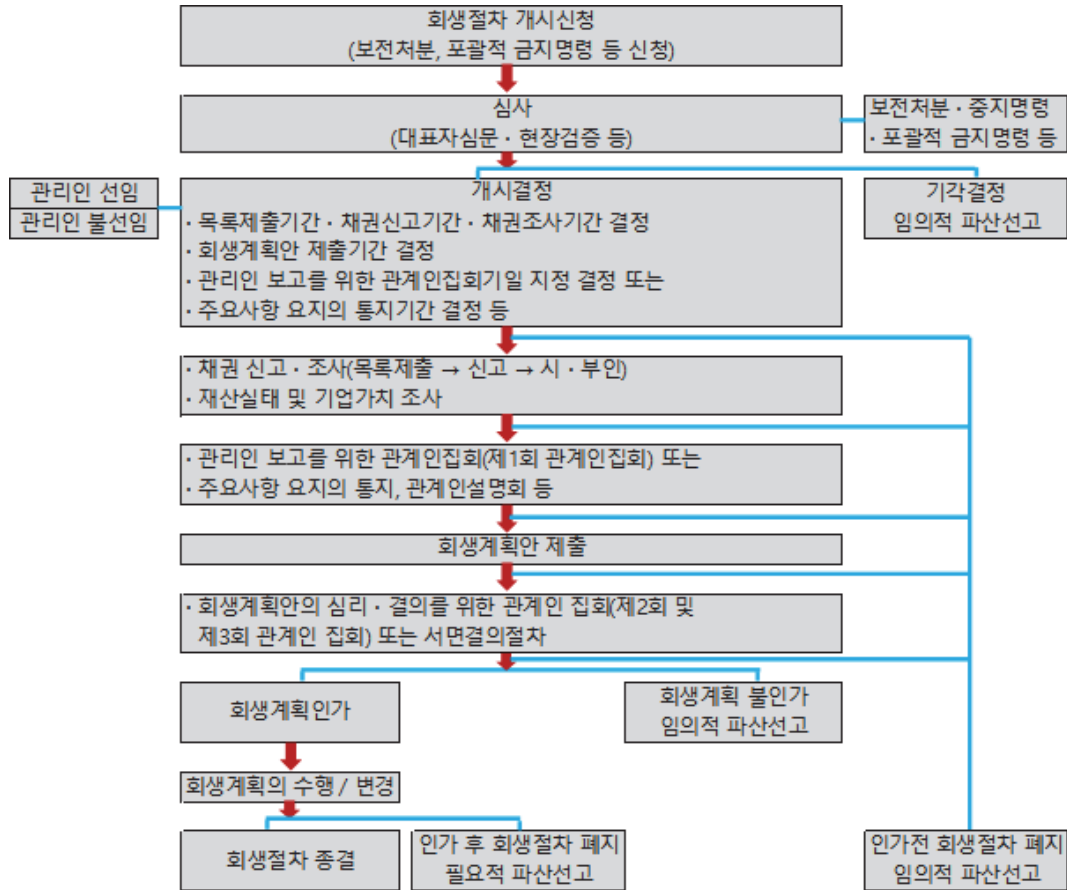 회생절차 개시신청
(보전처분, 포괄적 금지명령 등 신청)
심사
(대표자심문 · 현장검증 등)
보전처분 · 중지명령
· 포괄적 금지명령 등
관리인 선임
관리인 불선임
개시결정
· 목록제출기간 · 채권신고기간 · 채권조사기간 결정
· 회생계획안 제출기간 결정
· 관리인 보고를 위한 관계인집회기일 지정 결정 또는
· 주요사항 요지의 통지기간 결정 등
기각결정
임의적 파산선고
· 채권 신고 · 조사(목록제출 → 신고 → 시 · 부인)
· 재산실태 및 기업가치 조사
· 관리인 보고를 위한 관계인집회(제1회 관계인집회) 또는
· 주요사항 요지의 통지, 관계인설명회 등
회생계획안 제출
· 회생계획안의 심리 · 결의를 위한 관계인 집회(제2회 및
제3회 관계인 집회) 또는 서면결의절차
회생계획인가
회생계획 불인가
임의적 파산선고
회생계획의 수행 / 변경
회생절차 종결
인가 후 회생절차 폐지
필요적 파산선고
인가전 회생절차 폐지
임의적 파산선고